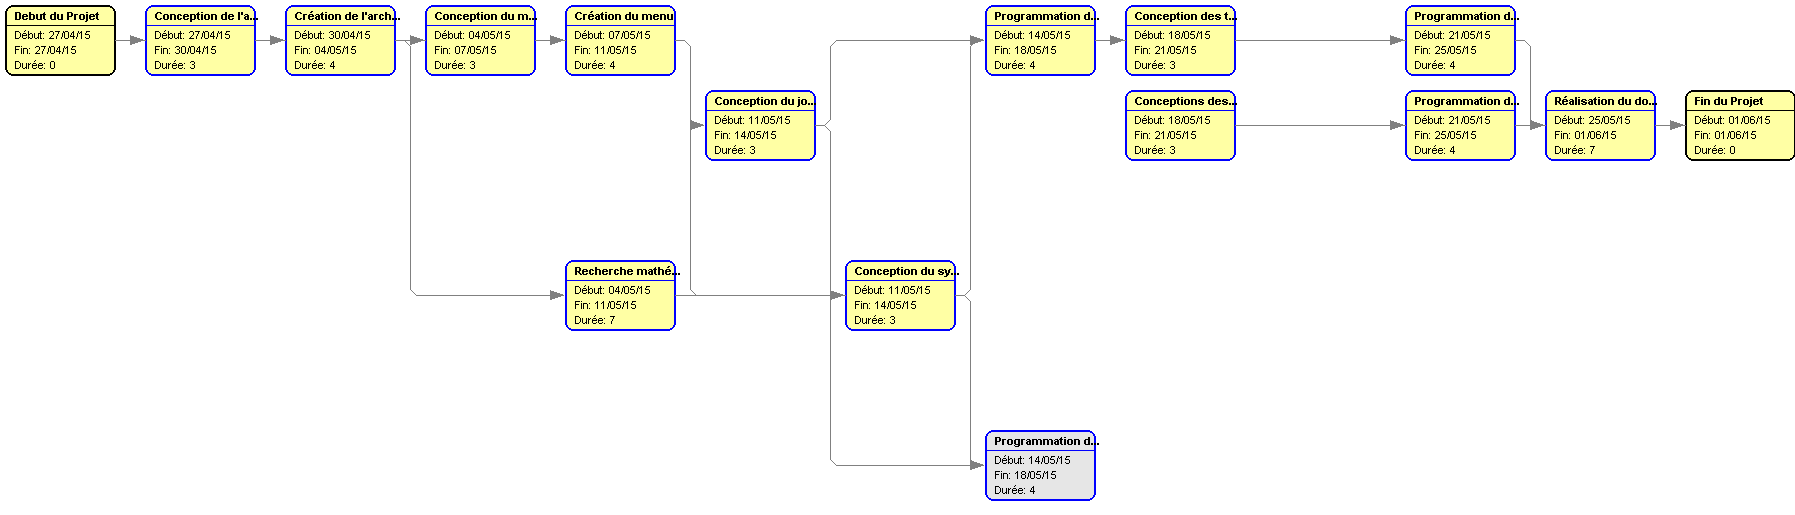 Debut du Projet
Début: 27/04/15
Fin: 27/04/15
Durée: 0
Conception de l'a...
Début: 27/04/15
Fin: 30/04/15
Durée: 3
Création de l'arch...
Début: 30/04/15
Fin: 04/05/15
Durée: 4
Conception du m...
Début: 04/05/15
Fin: 07/05/15
Durée: 3
Création du menu
Début: 07/05/15
Fin: 11/05/15
Durée: 4
Programmation d...
Début: 14/05/15
Fin: 18/05/15
Durée: 4
Conception des t...
Début: 18/05/15
Fin: 21/05/15
Durée: 3
Programmation d...
Début: 21/05/15
Fin: 25/05/15
Durée: 4
Conception du jo...
Début: 11/05/15
Fin: 14/05/15
Durée: 3
Conceptions des...
Début: 18/05/15
Fin: 21/05/15
Durée: 3
Programmation d...
Début: 21/05/15
Fin: 25/05/15
Durée: 4
Réalisation du do...
Début: 25/05/15
Fin: 01/06/15
Durée: 7
Fin du Projet
Début: 01/06/15
Fin: 01/06/15
Durée: 0
Recherche mathé...
Début: 04/05/15
Fin: 11/05/15
Durée: 7
Conception du sy...
Début: 11/05/15
Fin: 14/05/15
Durée: 3
Programmation d...
Début: 14/05/15
Fin: 18/05/15
Durée: 4